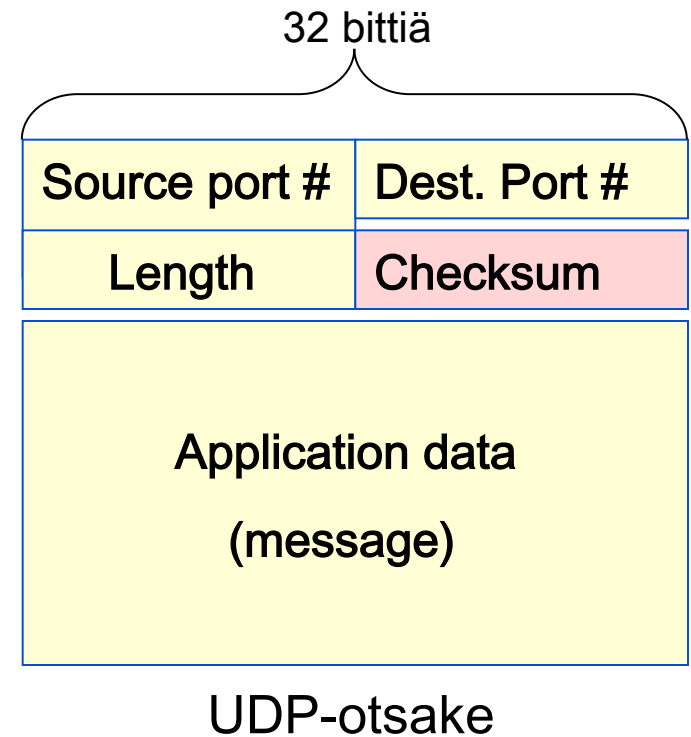 32 bittiä
Source port # Dest. Port #
Length Checksum
Application data
(message)
UDP-otsake